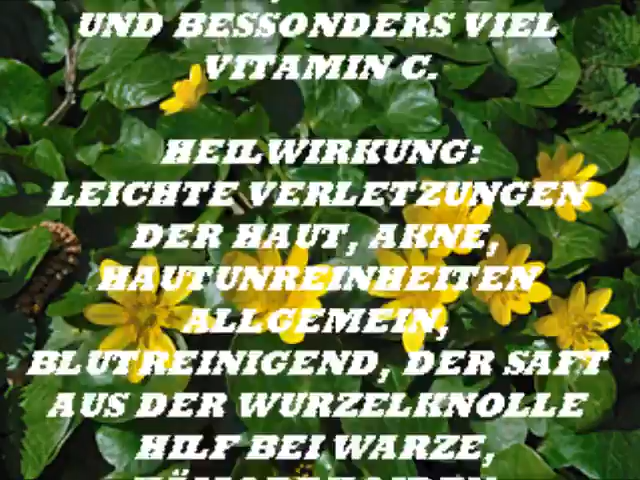 UND BESSONDERS VIEL
VITAMIN C.
HEILWIRKUNG:
LEICHTE VERLETZUNGEN
DER HAUT, AKNE,
HAUTUNREINHEITEN
ALLGEMEIN,
BLUTREINIGEND, DER SAFT
AUS DER WURZELKNOLLE
HILF BEI WARZE,